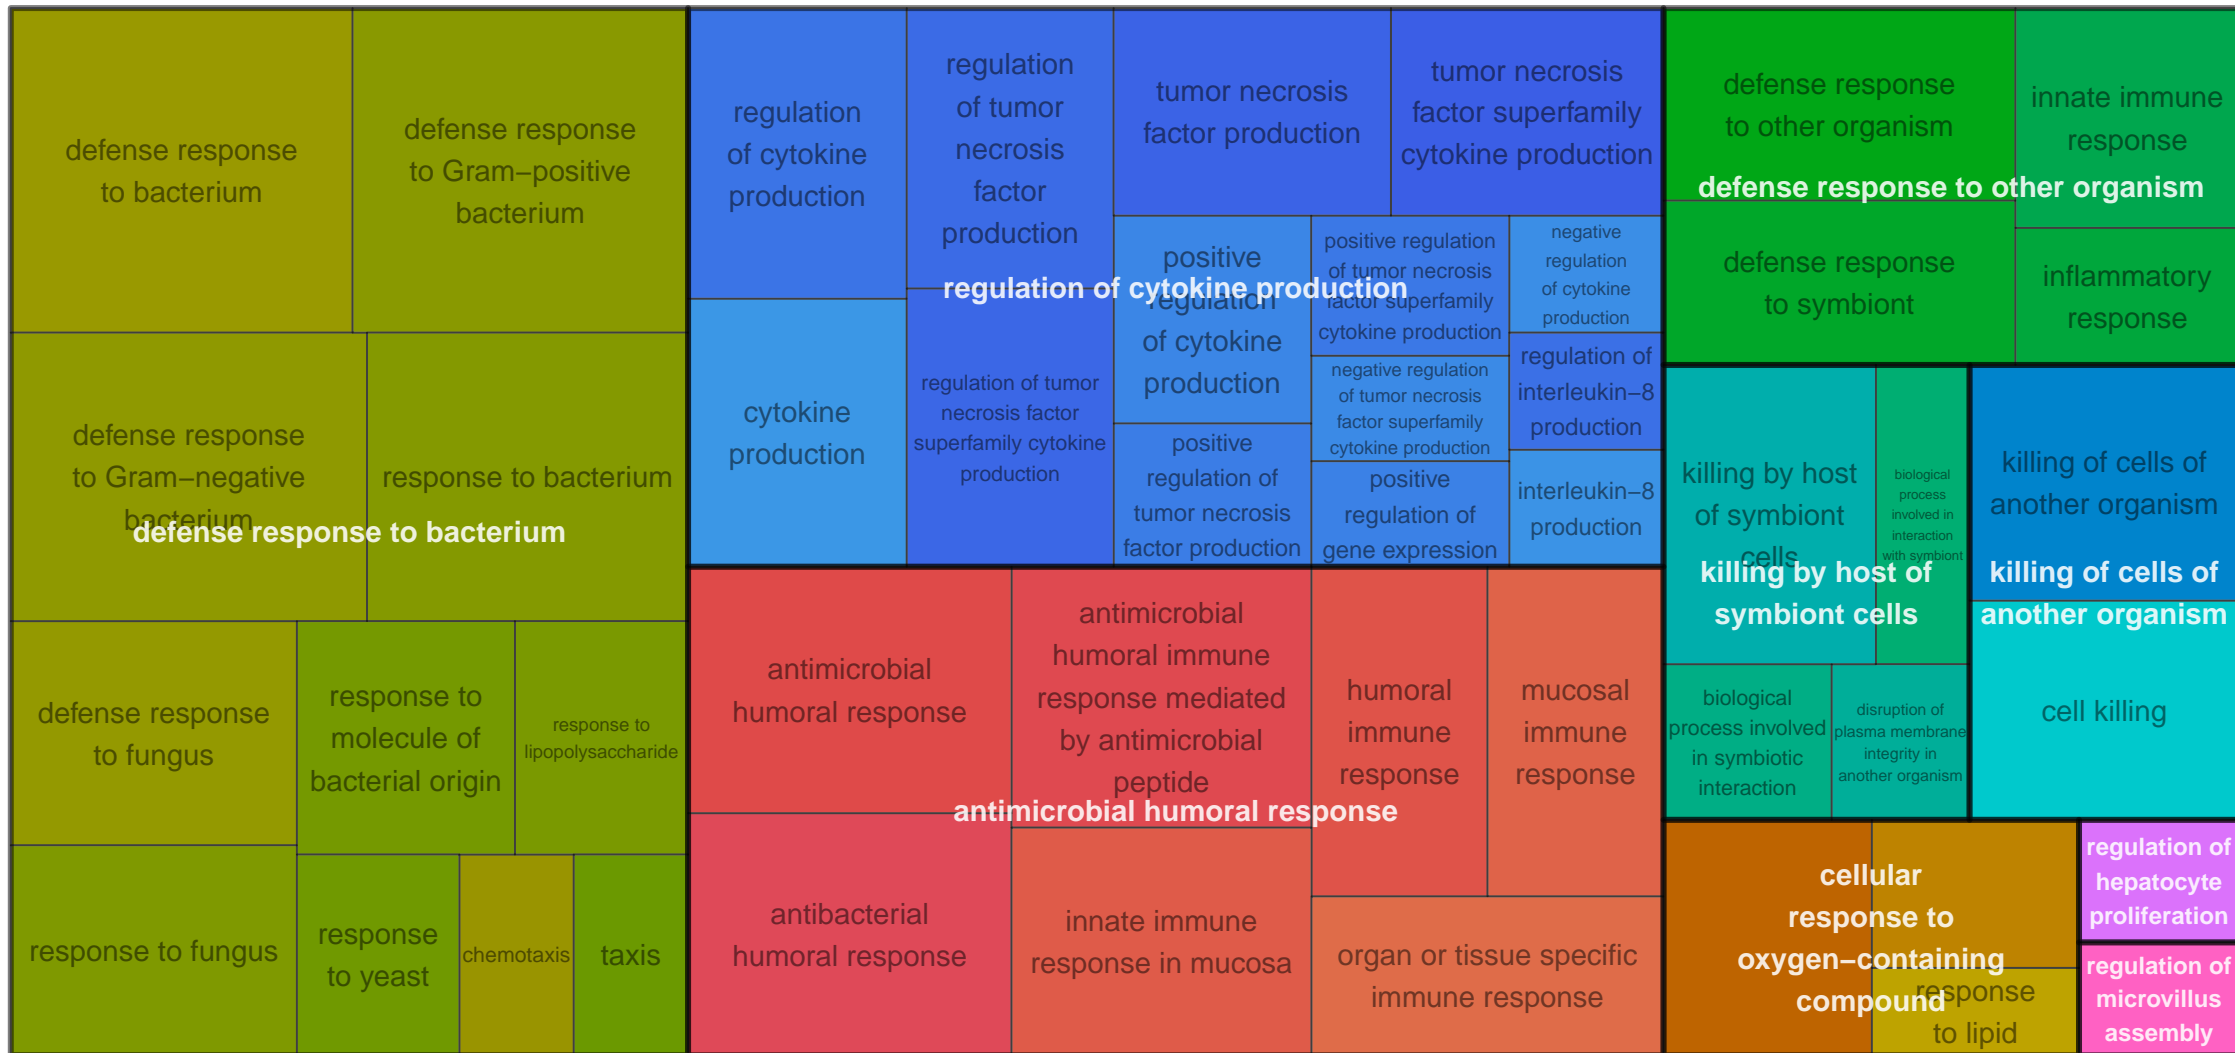 defense response
to bacterium
defense response
to Gram−positive
bacterium
defense response
to Gram−negative
bacterium
response to bacterium
defense response to bacterium
defense response
to fungus
response to
molecule of
bacterial origin
response to
lipopolysaccharide
response to fungus
response
to yeast
chemotaxis
taxis
regulation
of cytokine
production
regulation
of tumor
necrosis
factor
production
tumor necrosis
factor production
tumor necrosis
factor superfamily
cytokine production
regulation of cytokine production
cytokine
production
regulation of tumor
necrosis factor
superfamily cytokine
production
positive
regulation
of cytokine
production
positive regulation
of tumor necrosis
factor superfamily
cytokine production
negative
regulation
of cytokine
production
positive
regulation of
tumor necrosis
factor production
negative regulation
of tumor necrosis
factor superfamily
cytokine production
regulation of
interleukin−8
production
positive
regulation of
gene expression
interleukin−8
production
antimicrobial
humoral response
antimicrobial
humoral immune
response mediated
by antimicrobial
peptide
humoral
immune
response
mucosal
immune
response
antimicrobial humoral response
antibacterial
humoral response
innate immune
response in mucosa
organ or tissue specific
immune response
defense response
to other organism
innate immune
response
defense response to other organism
defense response
to symbiont
inflammatory
response
killing by host
of symbiont
cells
biological
process
involved in
interaction
with symbiont
killing by host of
symbiont cells
biological
process involved
in symbiotic
interaction
disruption of
plasma membrane
integrity in
another organism
killing of cells of
another organism
killing of cells of
another organism
cell killing
cellular
response to
oxygen−containing
compound
response
to lipid
regulation of
hepatocyte
proliferation
regulation of
microvillus
assembly